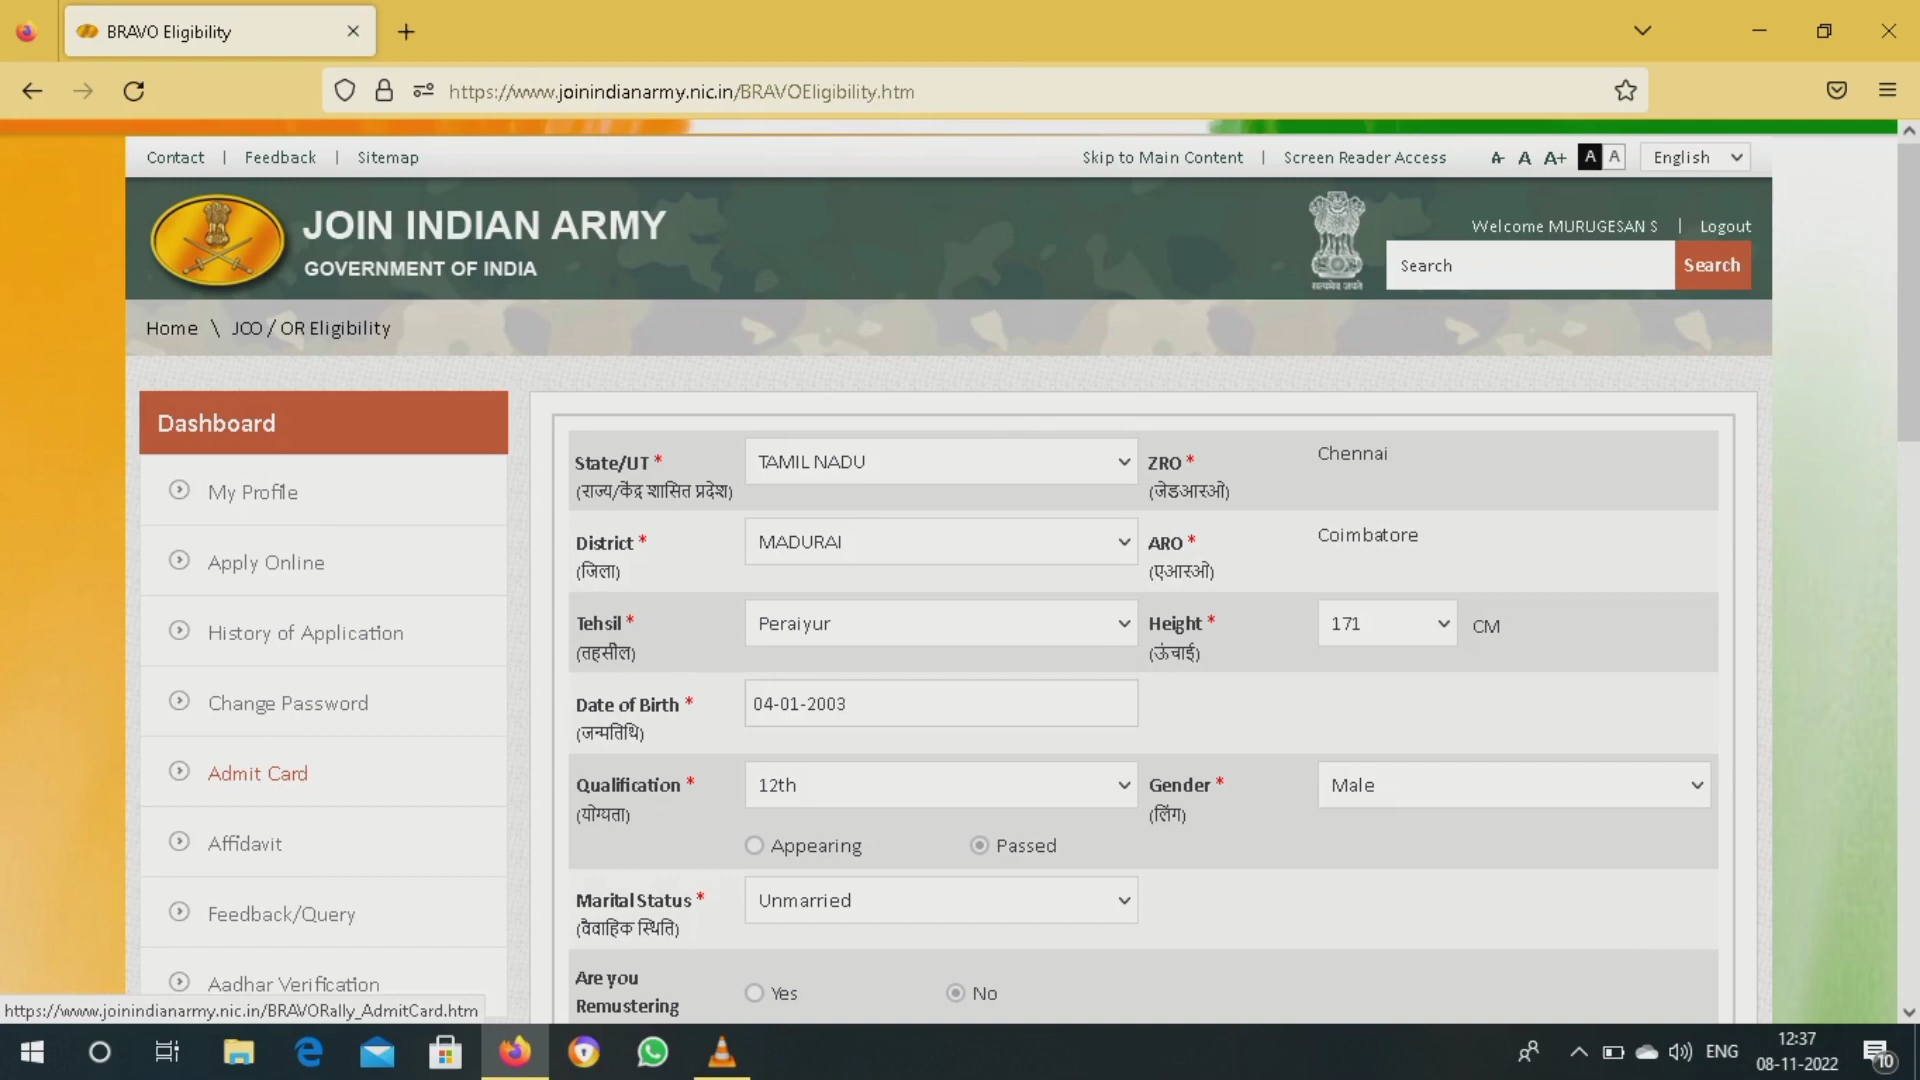 BRAVO Eligibility
https://www.joinindianarmy.nic.in/BRAVOEligibility.htm
Contact | Feedback | Sitemap
Skip to Main Content | Screen Reader Access A- A A+ A A English
JOIN INDIAN ARMY
GOVERNMENT OF INDIA
सत्यमेव जयते
Welcome MURUGESAN S | Logout
Search Search
Home \ JCO / OR Eligibility
Dashboard
My Profile
Apply Online
History of Application
Change Password
Admit Card
Affidavit
Feedback/Query
Aadhar Verification
State/UT * TAMIL NADU ZRO * Chennai
(राज्य/केंद्र शासित प्रदेश) (जेडआरओ)
District * MADURAI ARO * Coimbatore
(जिला) (एआरओ)
Tehsil * Peraiyur Height * 171 CM
(तहसील) (ऊंचाई)
Date of Birth * 04-01-2003
(जन्मतिथि)
Qualification * 12th Gender * Male
(योग्यता) (लिंग)
Appearing Passed
Marital Status * Unmarried
(वैवाहिक स्थिति)
Are you
Remustering Yes No
https://www.joinindianarmy.nic.in/BRAVORally_AdmitCard.htm
ENG 12:37
08-11-2022 10